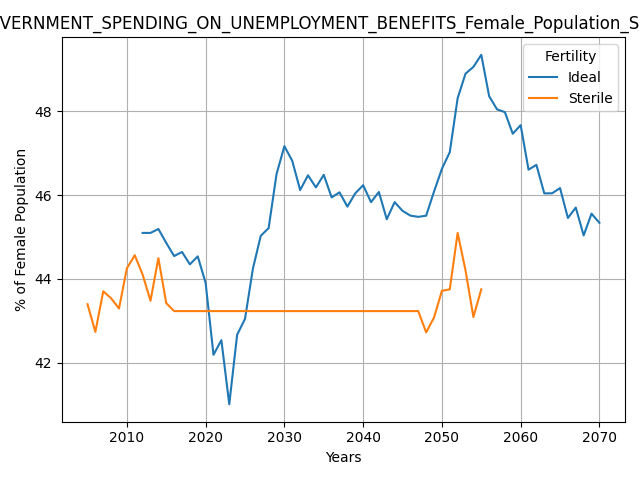 VERNMENT_SPENDING_ON_UNEMPLOYMENT_BENEFITS_Female_Population_S
Fertility
Ideal
Sterile
% of Female Population
48
46
44
42
2010 2020 2030 2040 2050 2060 2070
Years